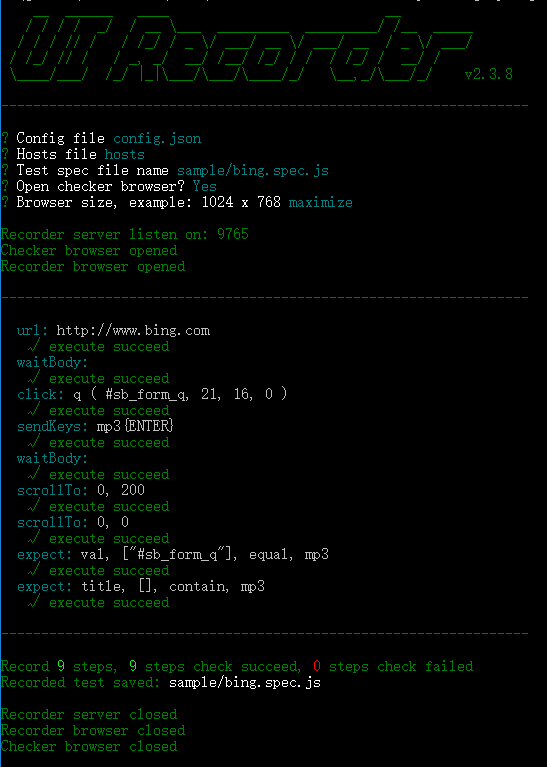 UI Recorder v2.3.8
? Config file config.json
? Hosts file hosts
? Test spec file name sample/bing.spec.js
? Open checker browser? Yes
? Browser size, example: 1024 x 768 maximize
Recorder server listen on: 9765
Checker browser opened
Recorder browser opened
url: http://www.bing.com
√ execute succeed
waitBody:
√ execute succeed
click: q ( #sb_form_q, 21, 16, 0 )
√ execute succeed
sendKeys: mp3{ENTER}
√ execute succeed
waitBody:
√ execute succeed
scrollTo: 0, 200
√ execute succeed
scrollTo: 0, 0
√ execute succeed
expect: val, ["#sb_form_q"], equal, mp3
√ execute succeed
expect: title, [], contain, mp3
√ execute succeed
Record 9 steps, 9 steps check succeed, 0 steps check failed
Recorded test saved: sample/bing.spec.js
Recorder server closed
Recorder browser closed
Checker browser closed